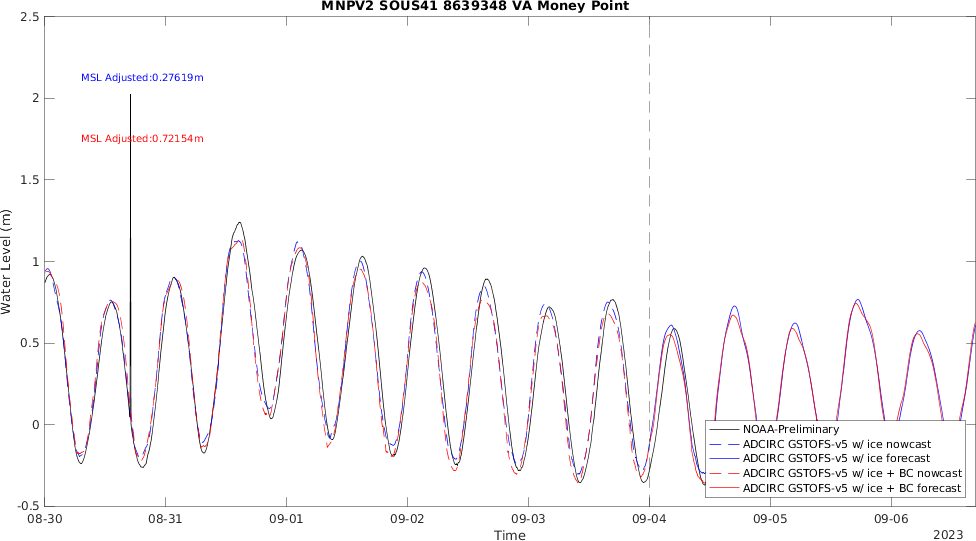 MNPV2 SOUS41 8639348 VA Money Point
2.5
2
1.5
1
0.5
0
-0.5
Water Level (m)
MSL Adjusted:0.27619m
MSL Adjusted:0.72154m
NOAA-Preliminary
ADCIRC GSTOFS-v5 w/ ice nowcast
ADCIRC GSTOFS-v5 w/ ice forecast
ADCIRC GSTOFS-v5 w/ ice + BC nowcast
ADCIRC GSTOFS-v5 w/ ice + BC forecast
08-30 08-31 09-01 09-02 09-03 09-04 09-05 09-06
Time
2023